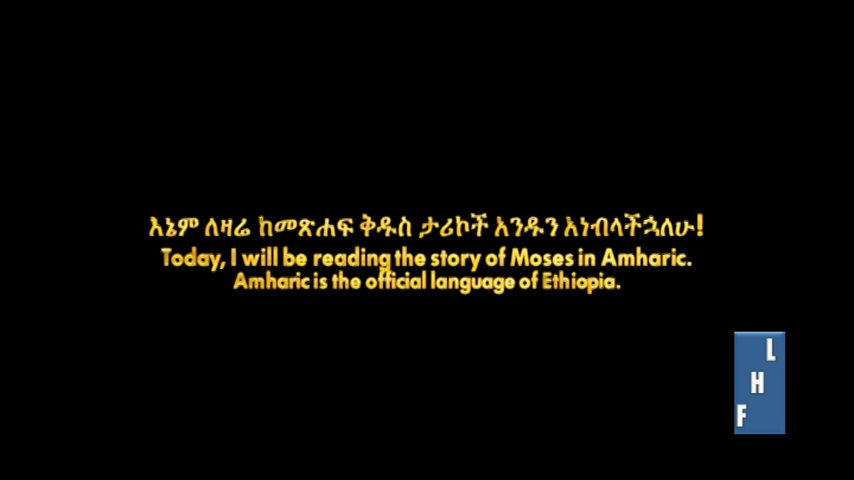 እኔም ለዛሬ ከመጽሐፍ ቅዱስ ታሪኮች አንዱን አነብላችኋለሁ!
Today, I will be reading the story of Moses in Amharic.
Amharic is the official language of Ethiopia.
L
H
F